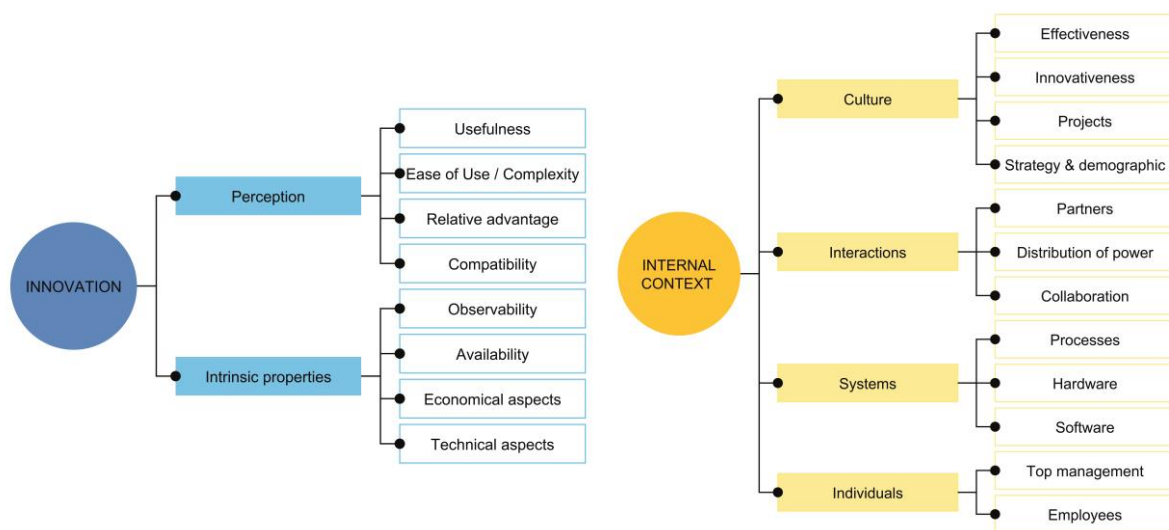 INNOVATION
Perception
Usefulness
Ease of Use / Complexity
Relative advantage
Compatibility
Intrinsic properties
Observability
Availability
Economical aspects
Technical aspects
INTERNAL
CONTEXT
Culture
Effectiveness
Innovativeness
Projects
Strategy & demographic
Interactions
Partners
Distribution of power
Collaboration
Systems
Processes
Hardware
Software
Individuals
Top management
Employees